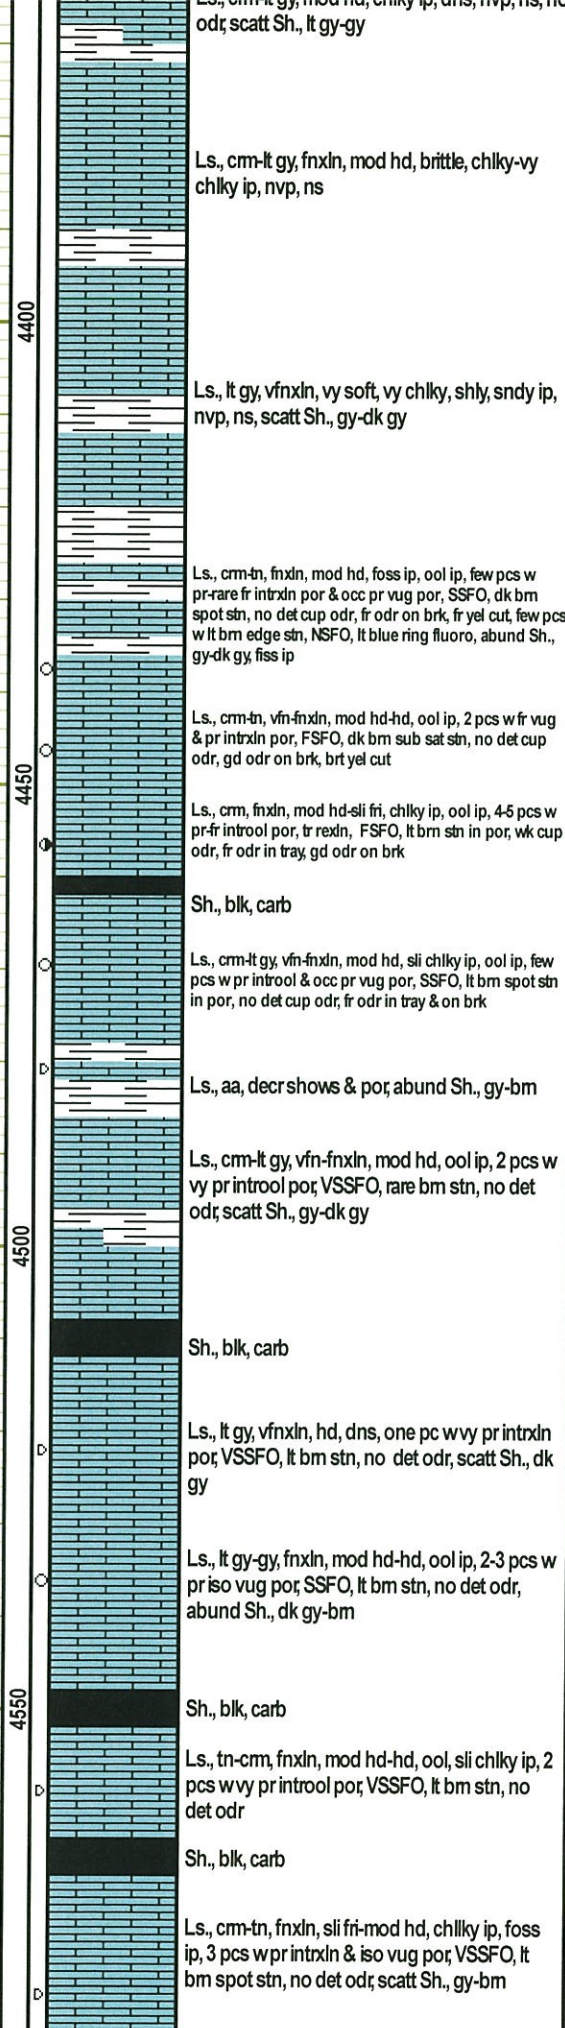 odr, scatt Sh., lt gy-gy
Ls., crm-lt gy, fnxln, mod hd, brittle, chlky-vy
chlky ip, nvp, ns
4400
Ls., lt gy, vfnxln, vy soft, vy chlky, shly, sndy ip,
nvp, ns, scatt Sh., gy-dk gy
Ls., crm-tn, fnxln, mod hd, foss ip, ool ip, few pcs w
pr-rare fr intrxln por & occ pr vug por, SSFO, dk brn
spot stn, no det cup odr, fr odr on brk, fr yel cut, few pcs
w lt brn edge stn, NSFO, lt blue ring fluoro, abund Sh.,
gy-dk gy, fiss ip
Ls., crm-tn, vfn-fnxln, mod hd-hd, ool ip, 2 pcs w fr vug
& pr intrxln por, FSFO, dk brn sub sat stn, no det cup
odr, gd odr on brk, brt yel cut
4450
Ls., crm, fnxln, mod hd-sli fri, chlky ip, ool ip, 4-5 pcs w
pr-fr introol por, tr rexln, FSFO, lt brn stn in por, wk cup
odr, fr odr in tray, gd odr on brk
Sh., blk, carb
Ls., crm-lt gy, vfn-fnxln, mod hd, sli chlky ip, ool ip, few
pcs w pr introol & occ pr vug por, SSFO, lt brn spot stn
in por, no det cup odr, fr odr in tray & on brk
Ls., aa, decr shows & por, abund Sh., gy-brn
Ls., crm-lt gy, vfn-fnxln, mod hd, ool ip, 2 pcs w
vy pr introol por, VSSFO, rare brn stn, no det
odr, scatt Sh., gy-dk gy
4500
Sh., blk, carb
Ls., lt gy, vfnxln, hd, dns, one pc w vy pr intrxln
por, VSSFO, lt brn stn, no det odr, scatt Sh., dk
gy
Ls., lt gy-gy, fnxln, mod hd-hd, ool ip, 2-3 pcs w
pr iso vug por, SSFO, lt brn stn, no det odr,
abund Sh., dk gy-brn
4550
Sh., blk, carb
Ls., tn-crm, fnxln, mod hd-hd, ool, sli chlky ip, 2
pcs w vy pr introol por, VSSFO, lt brn stn, no
det odr
Sh., blk, carb
Ls., crm-tn, fnxln, sli fri-mod hd, chllky ip, foss
ip, 3 pcs w pr intrxln & iso vug por, VSSFO, lt
brn spot stn, no det odr, scatt Sh., gy-brn